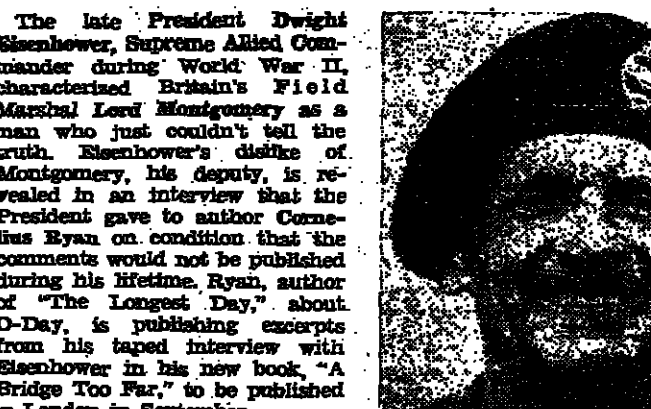 The late President Dwight
Eisenhower, Supreme Allied Com-
mander during World War II,
characterized Britain's Field
Marshal Lord Montgomery as a
man who just couldn't tell the
truth. Eisenhower's dislike of
Montgomery, his deputy, is re-
vealed in an interview that the
President gave to author Corne-
lius Ryan on condition that the
comments would not be published
during his lifetime. Ryan, author
of "The Longest Day," about
D-Day, is publishing excerpts
from his taped interview with
Eisenhower in his new book, "A
Bridge Too Far," to be published
in London in September.